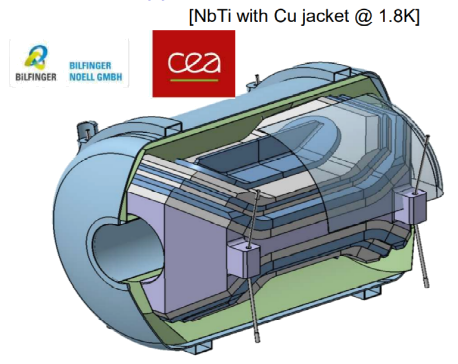 [NbTi with Cu jacket @ 1.8K]
BILFINGER
BILFINGER
NOELL GMBH
cea